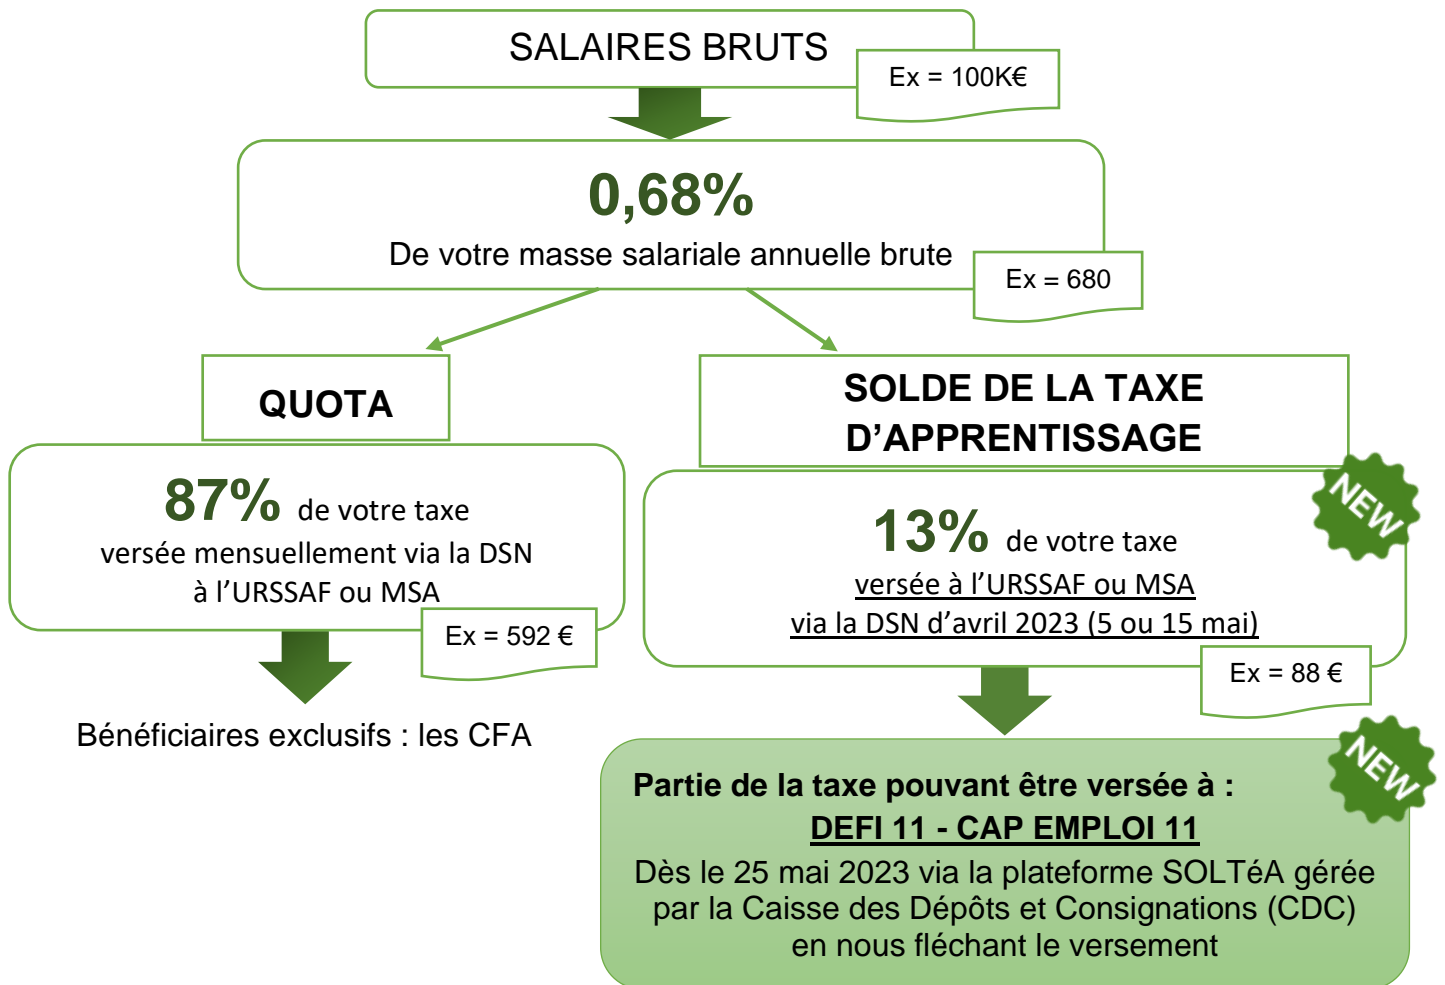 SALAIRES BRUTS
Ex = 100K€
0,68%
De votre masse salariale annuelle brute
Ex = 680
QUOTA
87% de votre taxe
versée mensuellement via la DSN
à l’URSSAF ou MSA
Ex = 592 €
Bénéficiaires exclusifs : les CFA
SOLDE DE LA TAXE
D’APPRENTISSAGE
NEW
13% de votre taxe
versée à l’URSSAF ou MSA
via la DSN d’avril 2023 (5 ou 15 mai)
Ex = 88 €
NEW
Partie de la taxe pouvant être versée à :
DEFI 11 - CAP EMPLOI 11
Dès le 25 mai 2023 via la plateforme SOLTéA gérée
par la Caisse des Dépôts et Consignations (CDC)
en nous fléchant le versement